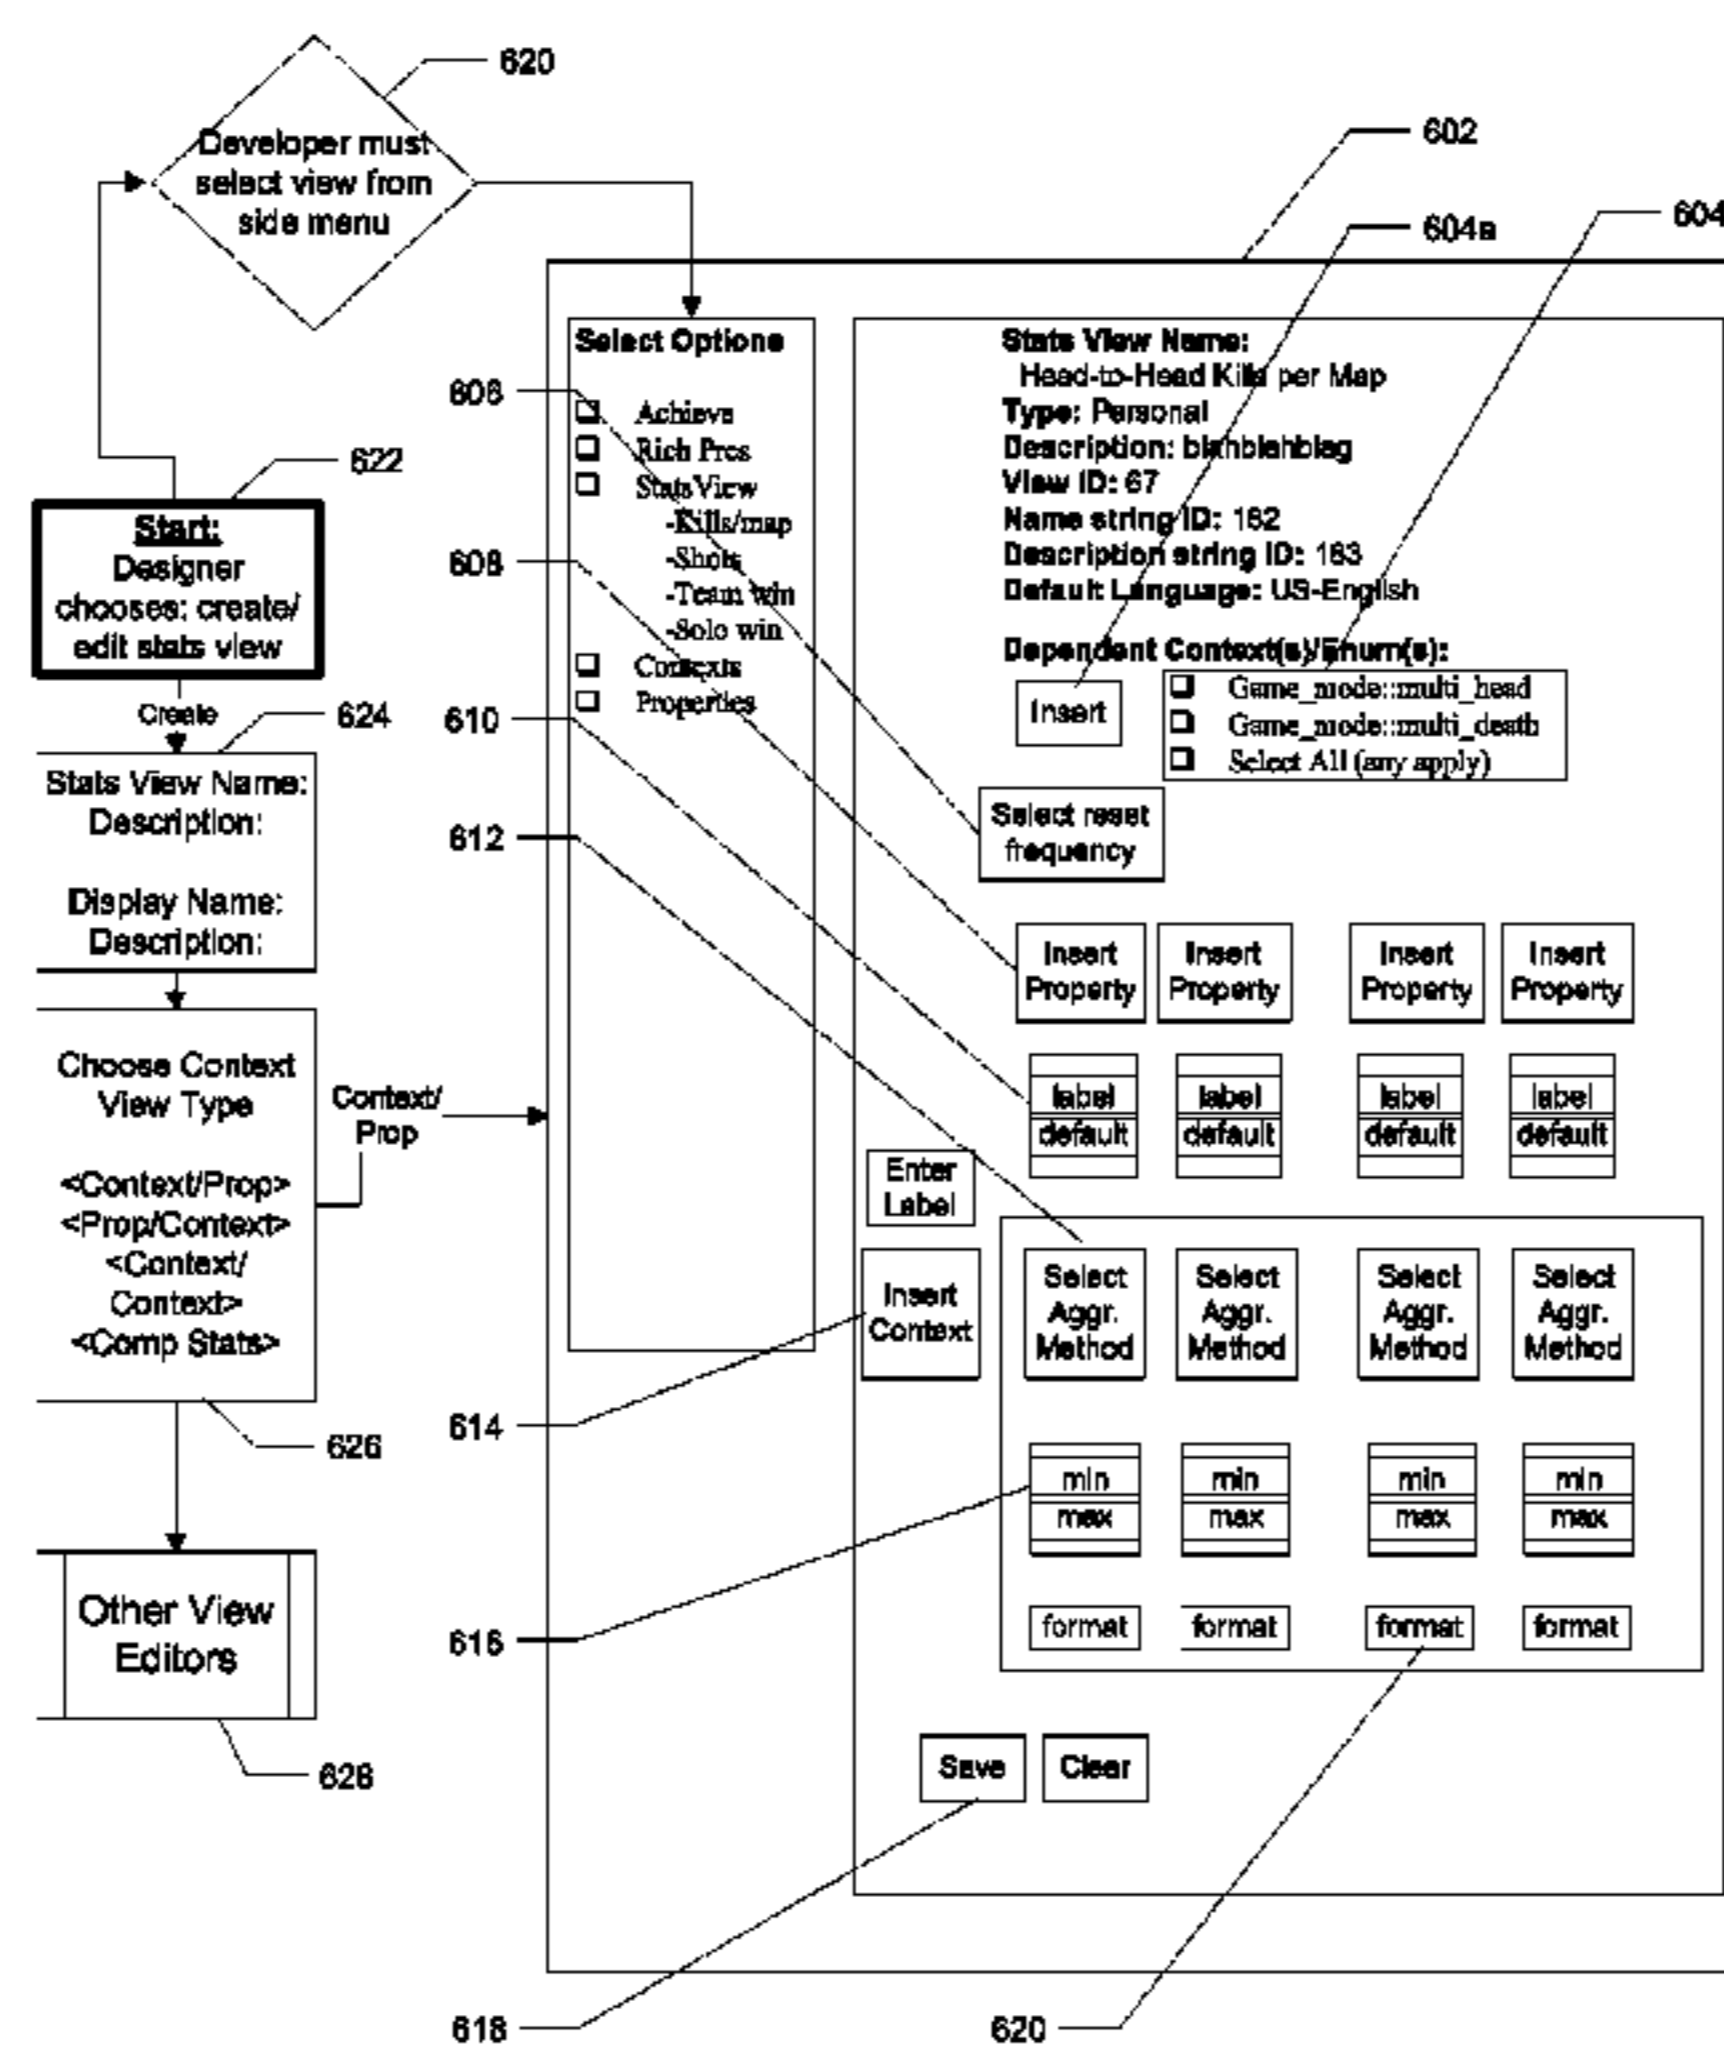 620
Developer must
select view from
side menu
602
604a
604
Select Options
Achieve
Rich Pres
StatsView
-Kills/map
-Shots
-Team win
-Solo win
Contexts
Properties
Stats View Name:
Head-to-Head Kills per Map
Type: Personal
Description: blahblahblag
View ID: 67
Name string ID: 162
Description string ID: 163
Default Language: US-English
Dependent Context(s)/Enum(s):
Insert
Game_mode::multi_head
Game_mode::multi_death
Select All (any apply)
606
608
610
612
622
Start:
Designer
chooses: create/
edit stats view
Create
624
Stats View Name:
Description:
Display Name:
Description:
Choose Context
View Type
<Context/Prop>
<Prop/Context>
<Context/
Context>
<Comp Stats>
Context/
Prop
626
Other View
Editors
628
Select reset
frequency
Insert
Property
Insert
Property
Insert
Property
Insert
Property
label
default
label
default
label
default
label
default
Enter
Label
Insert
Context
Select
Aggr.
Method
Select
Aggr.
Method
Select
Aggr.
Method
Select
Aggr.
Method
614
min
max
min
max
min
max
min
max
616
format
format
format
format
Save
Clear
618
620